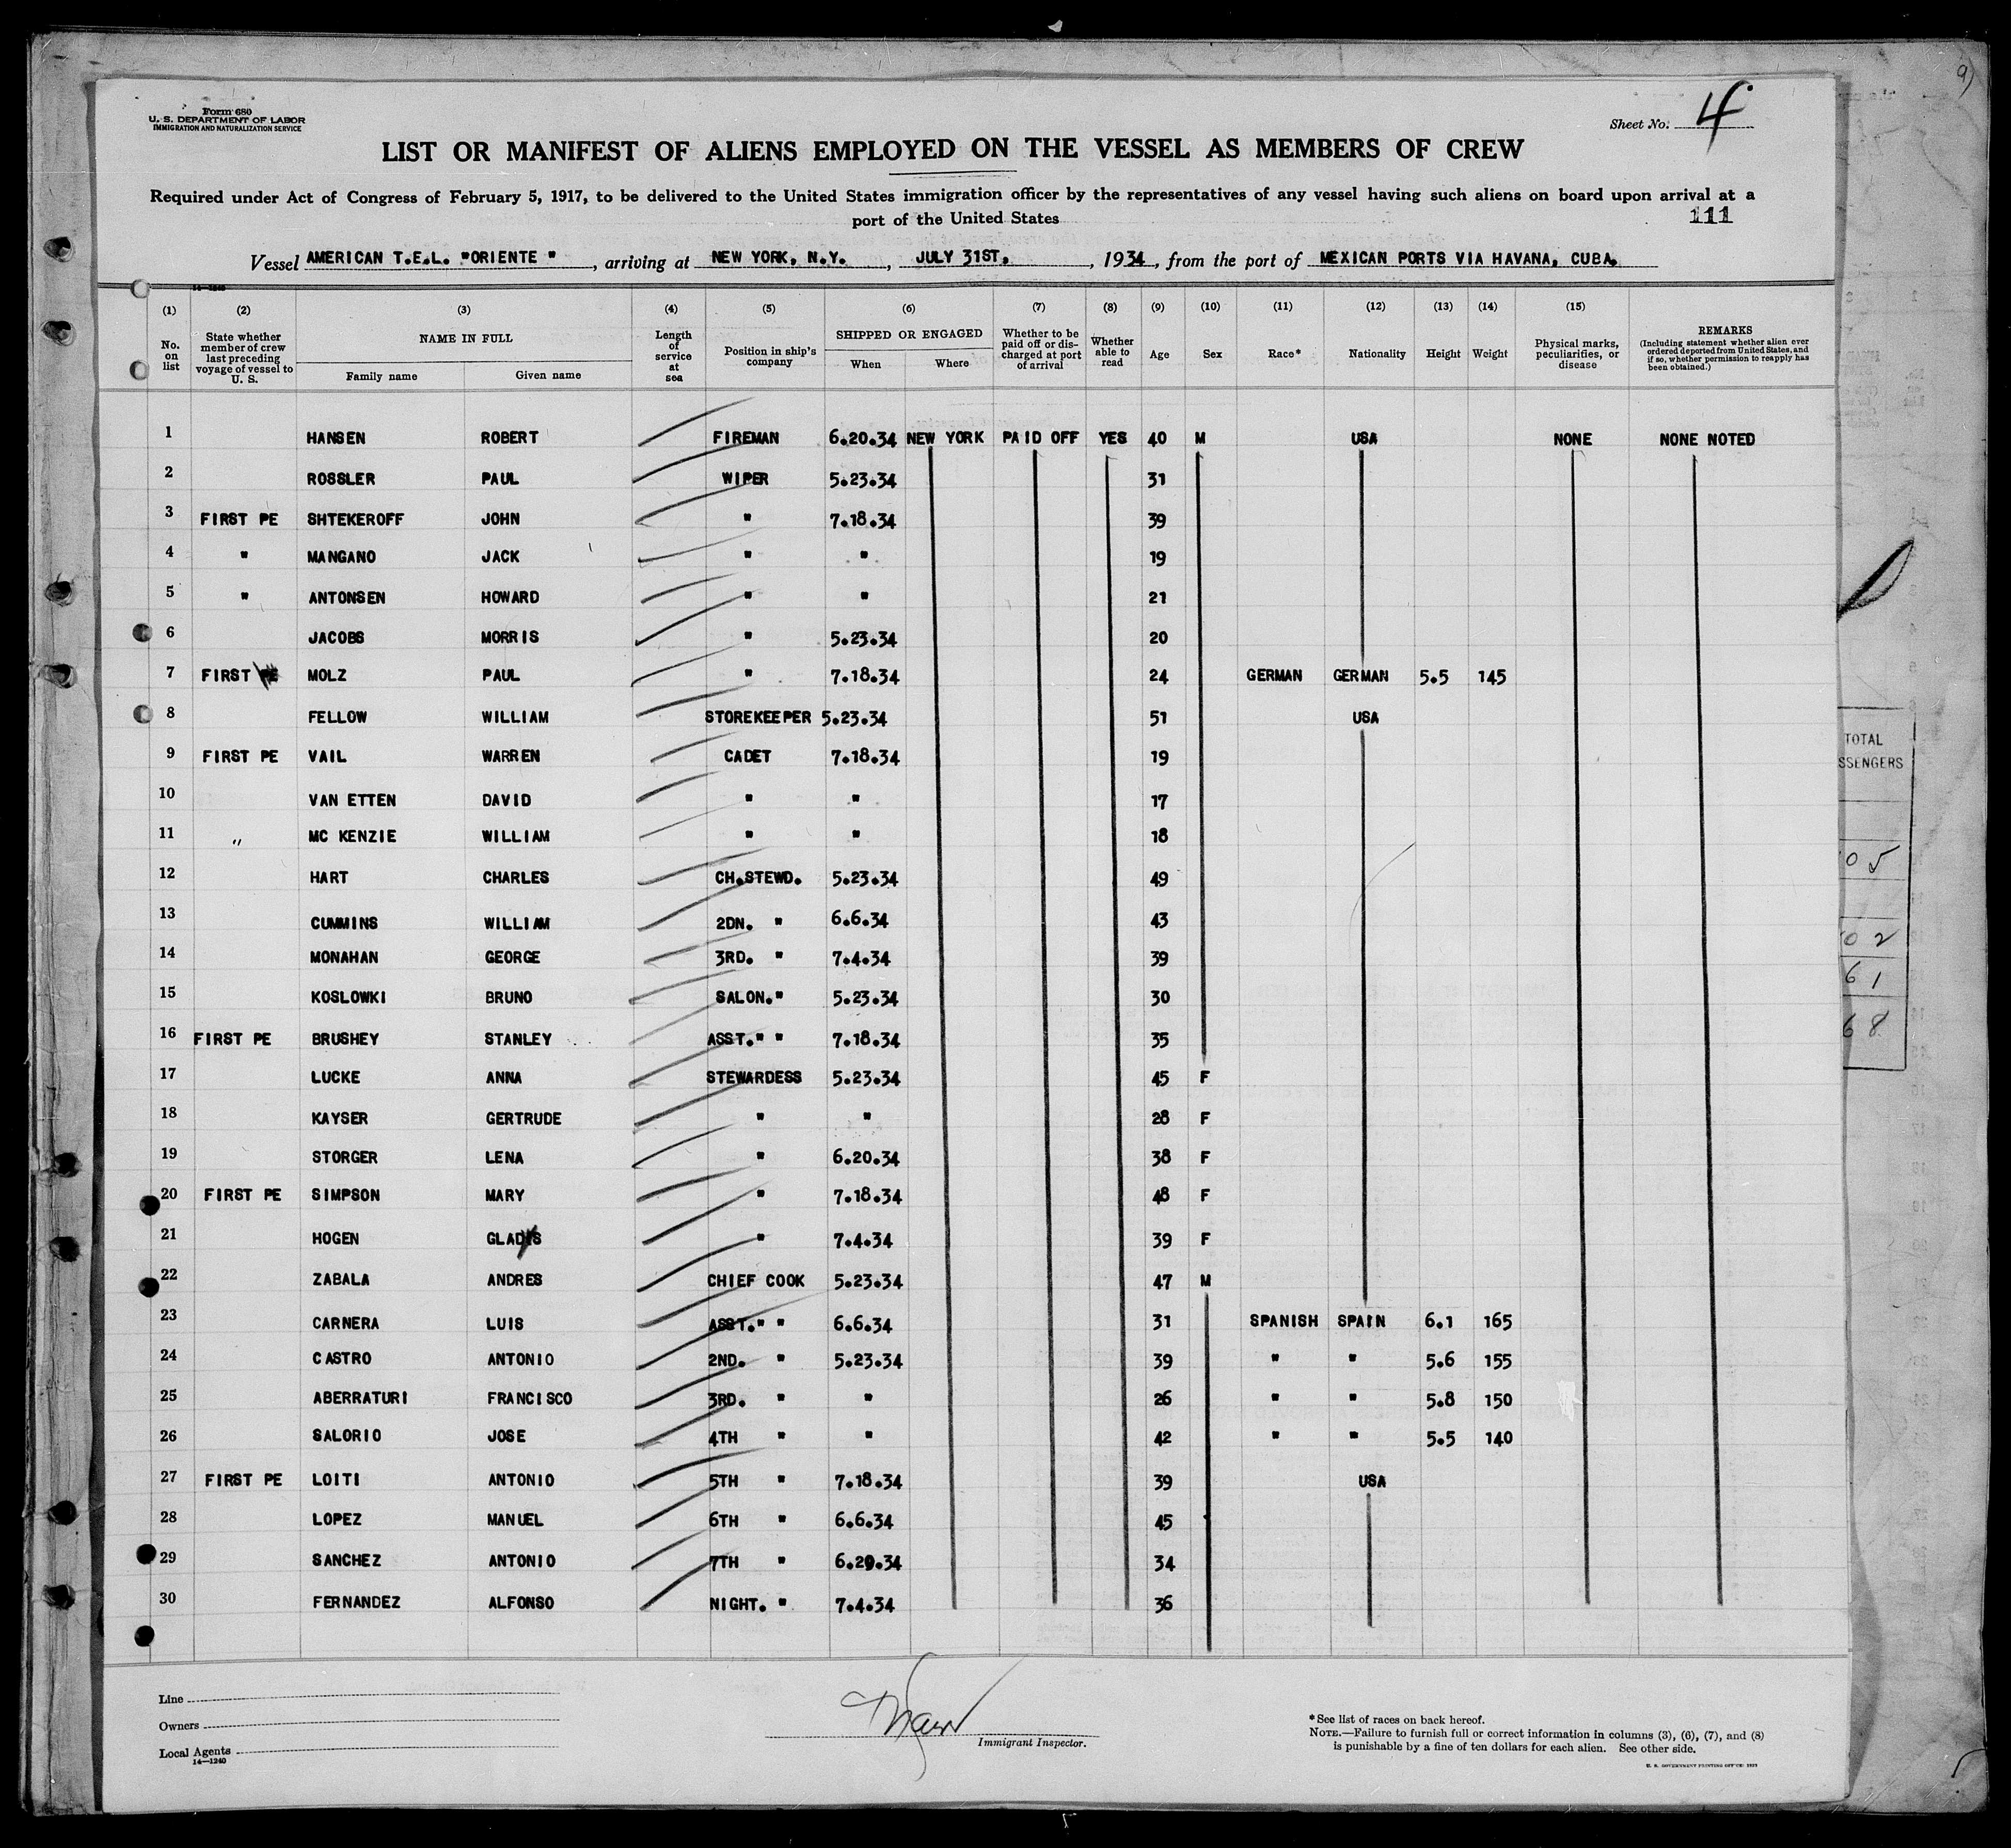 Form 680
U. S. DEPARTMENT OF LABOR
IMMIGRATION AND NATURALIZATION SERVICE
Sheet No. 4
LIST OR MANIFEST OF ALIENS EMPLOYED ON THE VESSEL AS MEMBERS OF CREW
Required under Act of Congress of February 5, 1917, to be delivered to the United States immigration officer by the representatives of any vessel having such aliens on board upon arrival at a
port of the United States
111
Vessel AMERICAN T.E.L. "ORIENTE ", arriving at NEW YORK, N.Y., JULY 31ST, 1934, from the port of MEXICAN PORTS VIA HAVANA, CUBA,
14—1240
(1) (2) (3) (4) (5) (6) (7) (8) (9) (10) (11) (12) (13) (14) (15)
No. on list
State whether member of crew last preceding voyage of vessel to U. S.
NAME IN FULL
Family name Given name
Length of service at sea
Position in ship's company
SHIPPED OR ENGAGED
When Where
Whether to be paid off or discharged at port of arrival
Whether able to read
Age
Sex
Race*
Nationality
Height
Weight
Physical marks, peculiarities, or disease
REMARKS
(Including statement whether alien ever ordered deported from United States, and if so, whether permission to reapply has been obtained.)
1 HANSEN ROBERT FIREMAN 6.20.34 NEW YORK PAID OFF YES 40 M USA NONE NONE NOTED
2 ROSSLER PAUL WIPER 5.23.34 31
3 FIRST PE SHTEKEROFF JOHN " 7.18.34 39
4 " MANGANO JACK " " 19
5 " ANTONSEN HOWARD " " 21
6 JACOBS MORRIS " 5.23.34 20
7 FIRST PE MOLZ PAUL " 7.18.34 24 GERMAN GERMAN 5.5 145
8 FELLOW WILLIAM STOREKEEPER 5.23.34 51 USA
9 FIRST PE VAIL WARREN CADET 7.18.34 19
10 VAN ETTEN DAVID " " 17
11 " MC KENZIE WILLIAM " " 18
12 HART CHARLES CH.STEWD. 5.23.34 49
13 CUMMINS WILLIAM 2DN. " 6.6.34 43
14 MONAHAN GEORGE 3RD. " 7.4.34 39
15 KOSLOWKI BRUNO SALON." 5.23.34 30
16 FIRST PE BRUSHEY STANLEY ASST." " 7.18.34 35
17 LUCKE ANNA STEWARDESS 5.23.34 45 F
18 KAYSER GERTRUDE " " 28 F
19 STORGER LENA " 6.20.34 38 F
20 FIRST PE SIMPSON MARY " 7.18.34 48 F
21 HOGEN GLADYS " 7.4.34 39 F
22 ZABALA ANDRES CHIEF COOK 5.23.34 47 M
23 CARNERA LUIS ASST." " 6.6.34 31 SPANISH SPAIN 6.1 165
24 CASTRO ANTONIO 2ND. " 5.23.34 39 " " 5.6 155
25 ABERRATURI FRANCISCO 3RD. " " 26 " " 5.8 150
26 SALORIO JOSE 4TH " " 42 " " 5.5 140
27 FIRST PE LOITI ANTONIO 5TH " 7.18.34 39 USA
28 LOPEZ MANUEL 6TH " 6.6.34 45
29 SANCHEZ ANTONIO 7TH " 6.20.34 34
30 FERNANDEZ ALFONSO NIGHT. " 7.4.34 36
TOTAL
SSENGERS
05
02
61
68
Line
Owners
Local Agents
14—1240
Immigrant Inspector.
*See list of races on back hereof.
NOTE.—Failure to furnish full or correct information in columns (3), (6), (7), and (8)
is punishable by a fine of ten dollars for each alien. See other side.